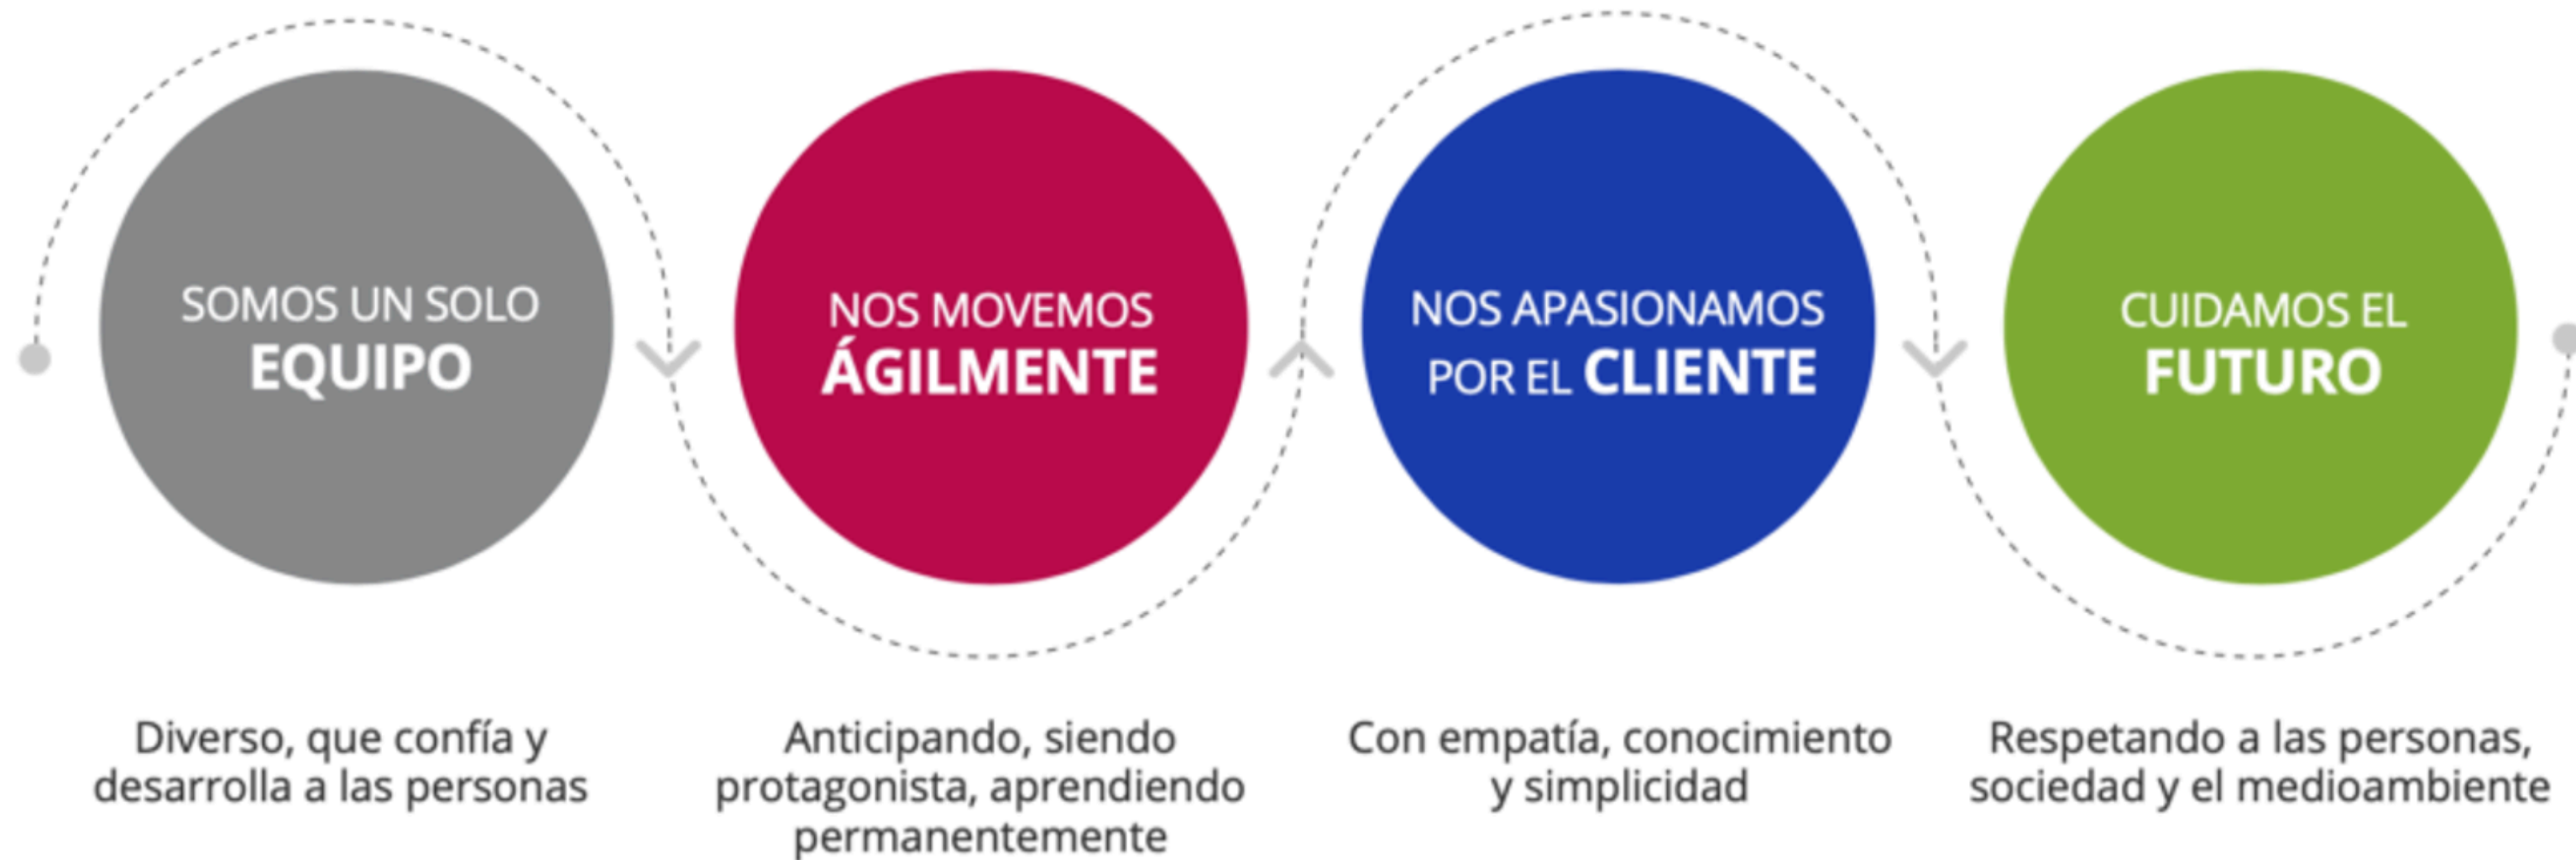 SOMOS UN SOLO
EQUIPO
Diverso, que confía y
desarrolla a las personas
NOS MOVEMOS
ÁGILMENTE
Anticipando, siendo
protagonista, aprendiendo
permanentemente
NOS APASIONAMOS
POR EL CLIENTE
Con empatía, conocimiento
y simplicidad
CUIDAMOS EL
FUTURO
Respetando a las personas,
sociedad y el medioambiente